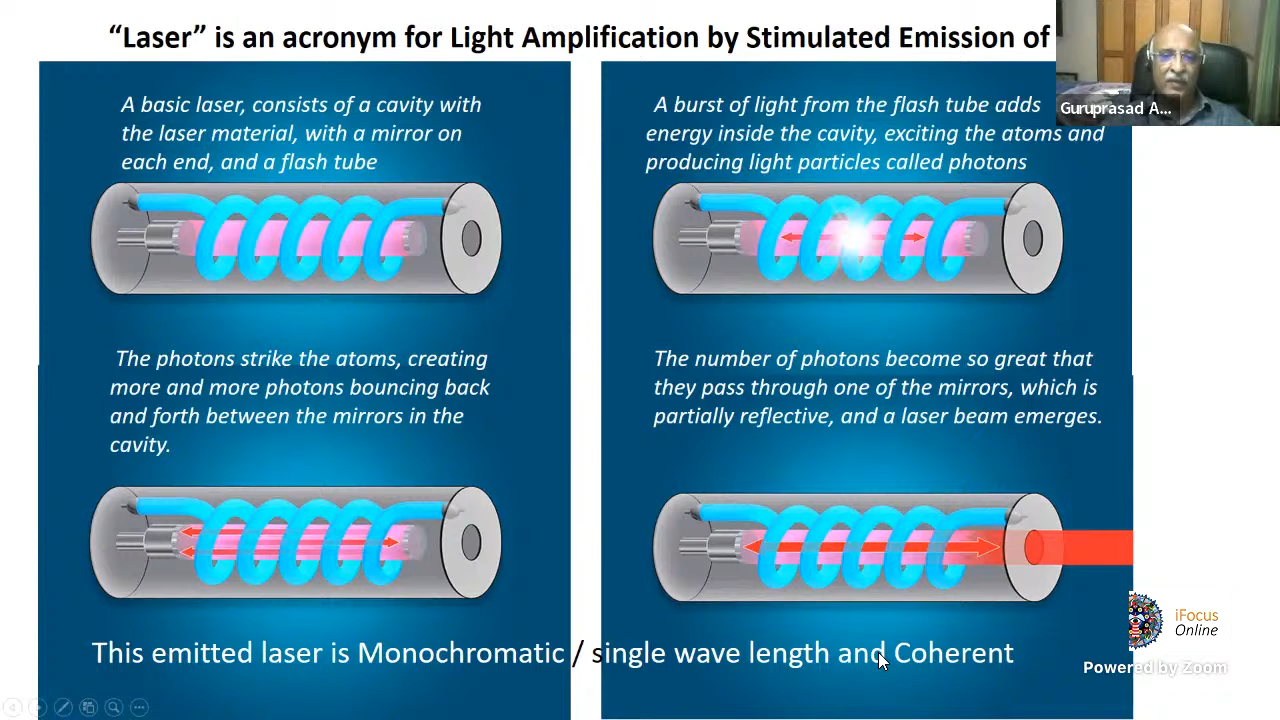 “Laser” is an acronym for Light Amplification by Stimulated Emission of
Guruprasad A...
A basic laser, consists of a cavity with
the laser material, with a mirror on
each end, and a flash tube
A burst of light from the flash tube adds
energy inside the cavity, exciting the atoms and
producing light particles called photons
The photons strike the atoms, creating
more and more photons bouncing back
and forth between the mirrors in the
cavity.
The number of photons become so great that
they pass through one of the mirrors, which is
partially reflective, and a laser beam emerges.
This emitted laser is Monochromatic / single wave length and Coherent
iFocus
Online
Powered by Zoom